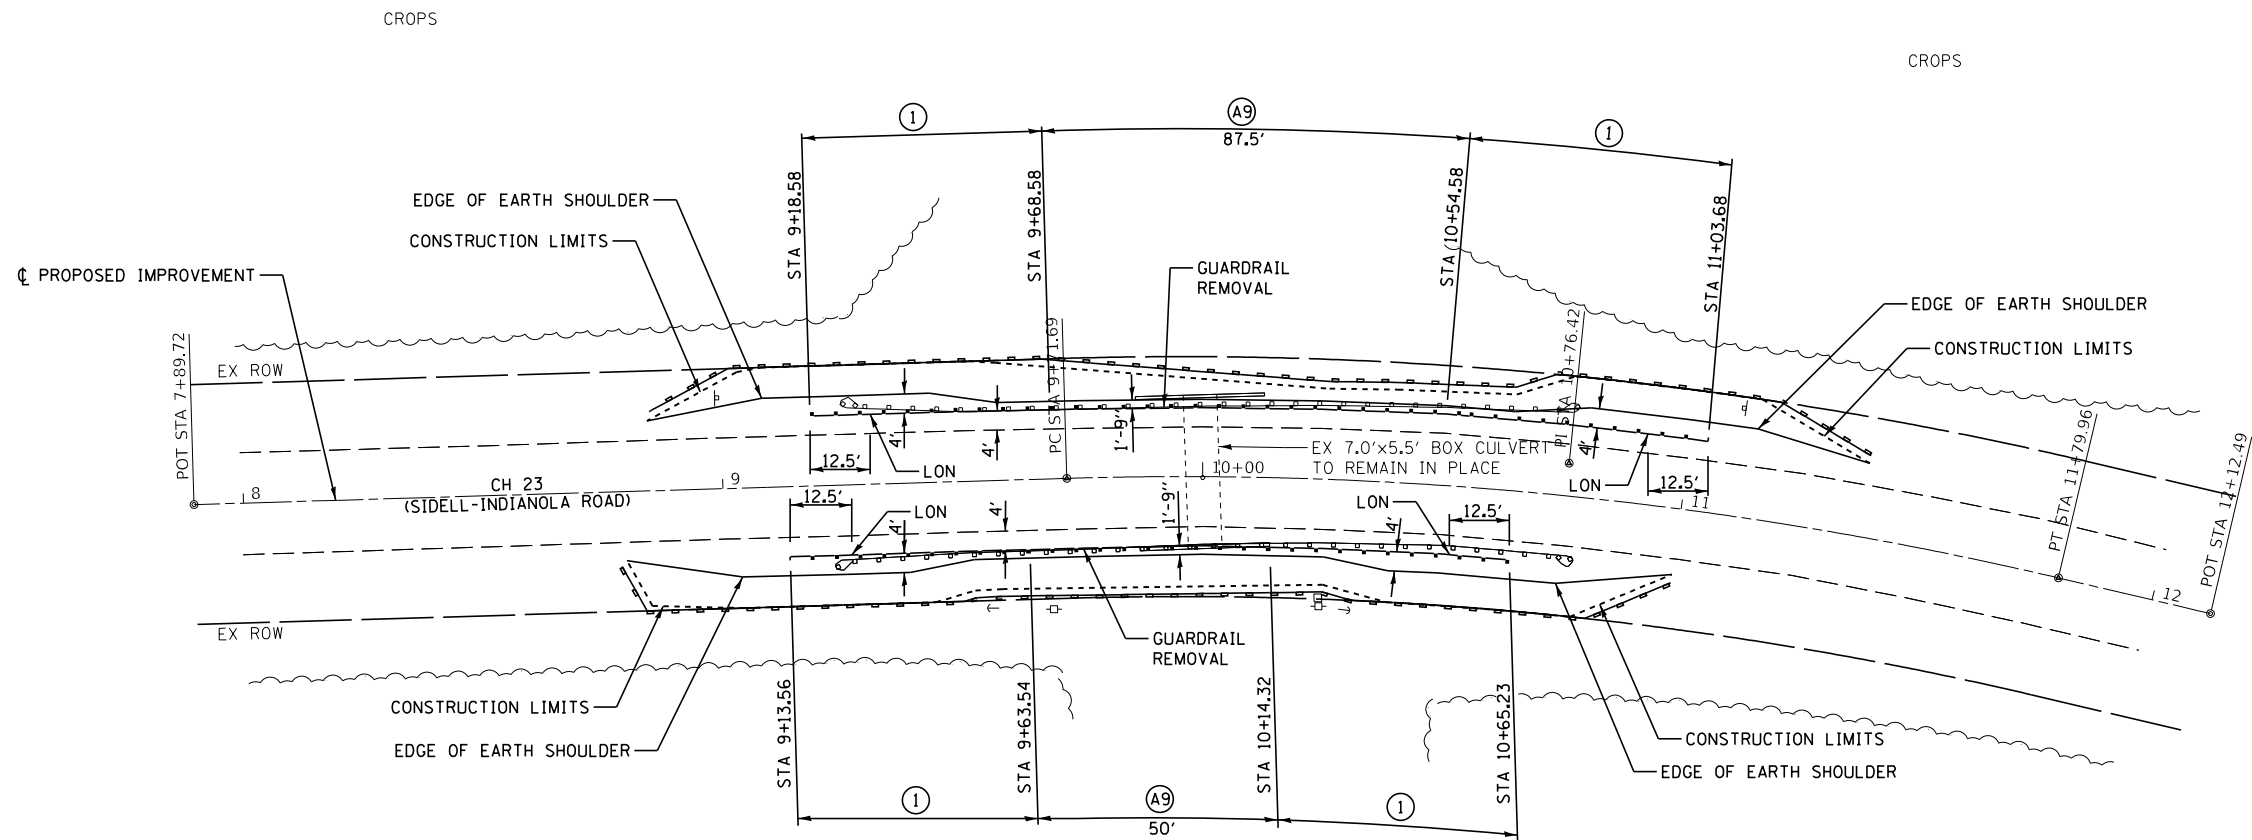 CROPS
CROPS
1
A9
87.5'
1
STA 9+18.58
STA 9+68.58
STA (10+54.58
STA 11+03.68
EDGE OF EARTH SHOULDER
CONSTRUCTION LIMITS
℄ PROPOSED IMPROVEMENT
GUARDRAIL
REMOVAL
EDGE OF EARTH SHOULDER
CONSTRUCTION LIMITS
POT STA 7+89.72
EX ROW
PI STA 10+76.42
4'
4'
1'-9"
4'
12.5'
LON
EX 7.0'x5.5' BOX CULVERT
TO REMAIN IN PLACE
LON
12.5'
8
CH 23
(SIDELL-INDIANOLA ROAD)
9
10+00
11
12
PT STA 11+79.96
POT STA 12+12.49
12.5'
LON
4'
4'
1'-9"
LON
4'
12.5'
EX ROW
GUARDRAIL
REMOVAL
CONSTRUCTION LIMITS
EDGE OF EARTH SHOULDER
STA 9+13.56
STA 9+63.54
STA 10+14.32
STA 10+65.23
CONSTRUCTION LIMITS
EDGE OF EARTH SHOULDER
1
A9
50'
1